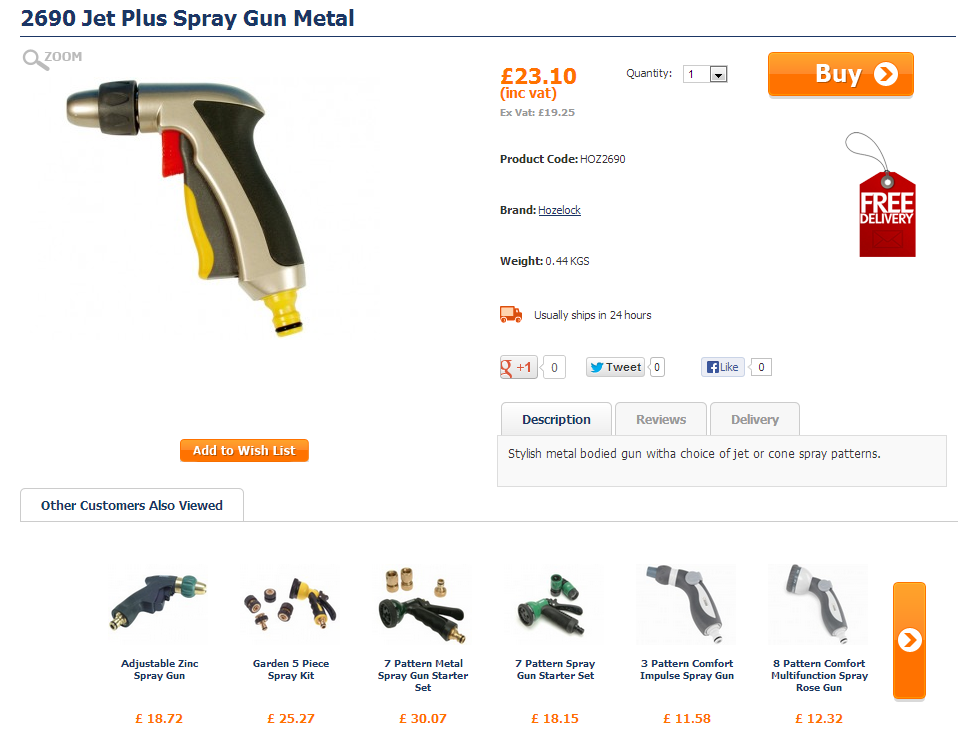 2690 Jet Plus Spray Gun Metal
ZOOM
£23.10
(inc vat)
Ex Vat: £19.25
Quantity: 1
Buy
Product Code: HOZ2690
FREE
DELIVERY
Brand: Hozelock
Weight: 0.44 KGS
Usually ships in 24 hours
+1 0
Tweet 0
Like 0
Description Reviews Delivery
Stylish metal bodied gun witha choice of jet or cone spray patterns.
Add to Wish List
Other Customers Also Viewed
Adjustable Zinc
Spray Gun
£ 18.72
Garden 5 Piece
Spray Kit
£ 25.27
7 Pattern Metal
Spray Gun Starter
Set
£ 30.07
7 Pattern Spray
Gun Starter Set
£ 18.15
3 Pattern Comfort
Impulse Spray Gun
£ 11.58
8 Pattern Comfort
Multifunction Spray
Rose Gun
£ 12.32